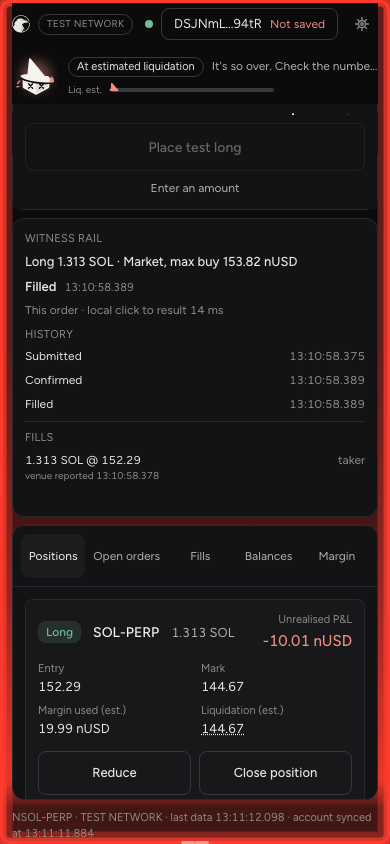 TEST NETWORK
DSJNmL...94tR Not saved
At estimated liquidation It's so over. Check the numbe...
Liq. est.
Place test long
Enter an amount
WITNESS RAIL
Long 1.313 SOL · Market, max buy 153.82 nUSD
Filled 13:10:58.389
This order · local click to result 14 ms
HISTORY
Submitted 13:10:58.375
Confirmed 13:10:58.389
Filled 13:10:58.389
FILLS
1.313 SOL @ 152.29 taker
venue reported 13:10:58.378
Positions Open orders Fills Balances Margin
Unrealised P&L
Long SOL-PERP 1.313 SOL -10.01 nUSD
Entry Mark
152.29 144.67
Margin used (est.) Liquidation (est.)
19.99 nUSD 144.67
Reduce Close position
NSOL-PERP · TEST NETWORK · last data 13:11:12.098 · account synced
at 13:11:11.884